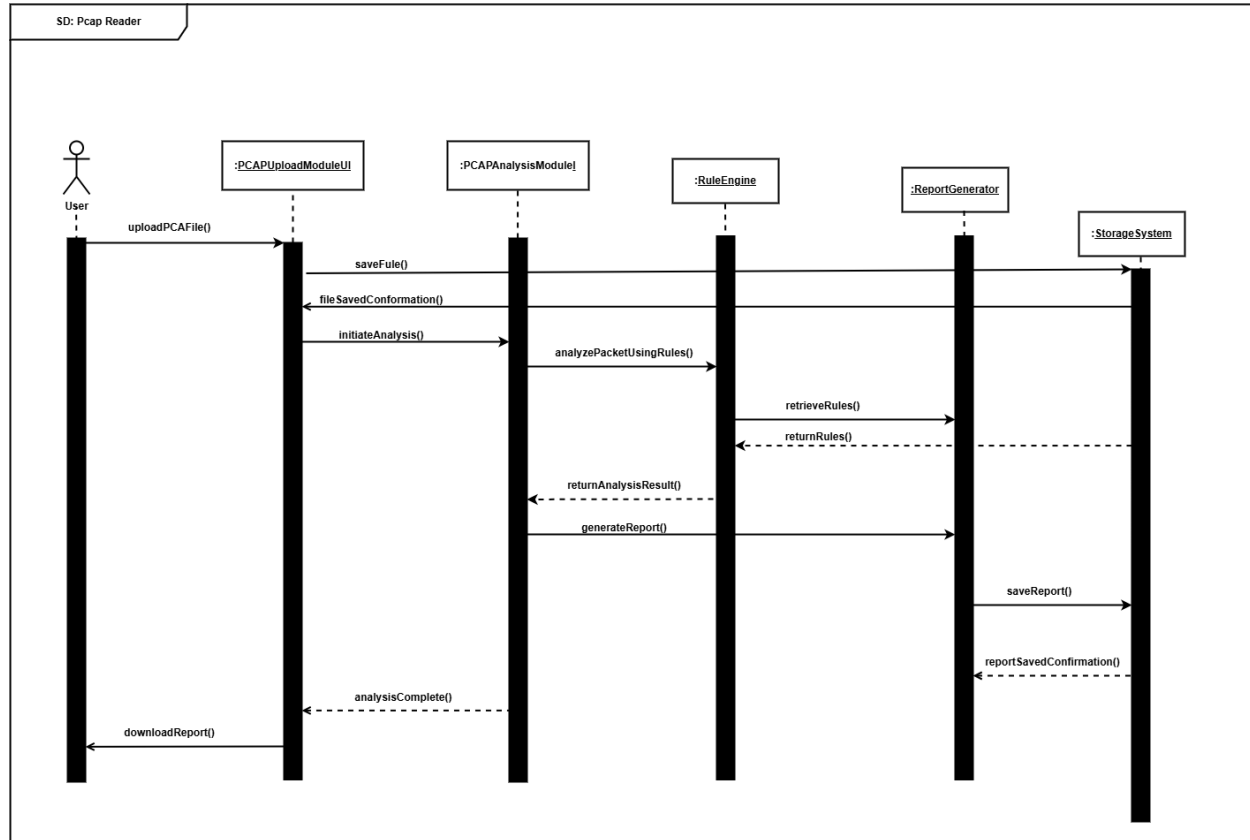 SD: Pcap Reader
:PCAPUploadModuleUI
:PCAPAnalysisModuleI
:RuleEngine
:ReportGenerator
User
:StorageSystem
uploadPCAFile()
saveFule()
fileSavedConformation()
initiateAnalysis()
analyzePacketUsingRules()
retrieveRules()
returnRules()
returnAnalysisResult()
generateReport()
saveReport()
reportSavedConfirmation()
analysisComplete()
downloadReport()